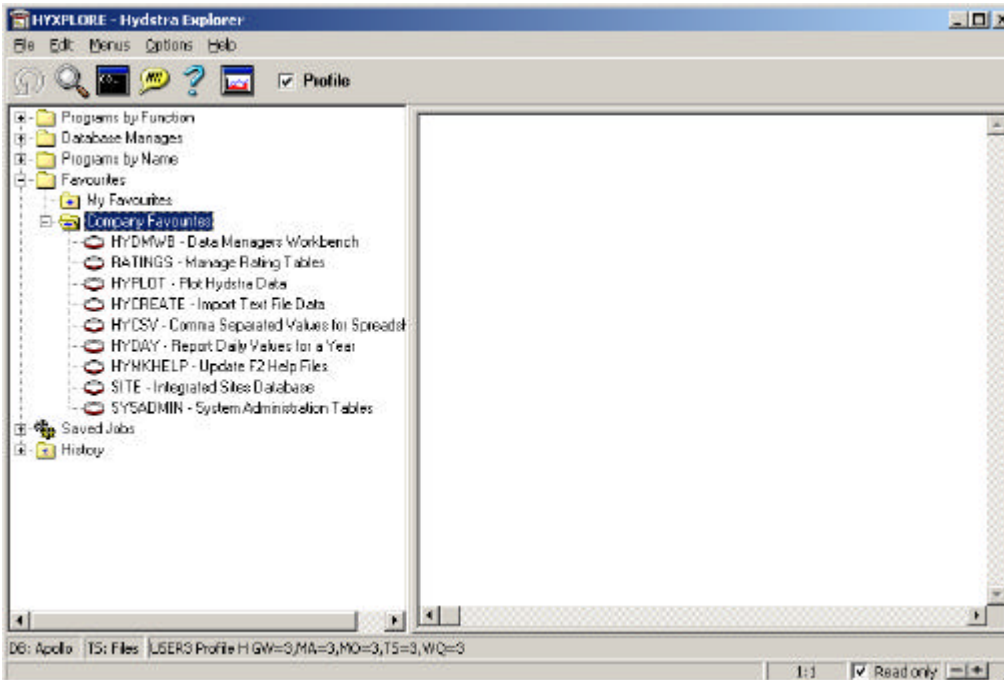 HYXPLORE - Hydstra Explorer
File Edit Menus Options Help
Profile
Programs by Function
Database Managers
Programs by Name
Favourites
My Favourites
Company Favourites
HYDMWB - Data Managers Workbench
RATINGS - Manage Rating Tables
HYPLOT - Plot Hydstra Data
HYCREATE - Import Text File Data
HYCSV - Comma Separated Values for Spreadsh
HYDAY - Report Daily Values for a Year
HYMKHELP - Update F2 Help Files
SITE - Integrated Sites Database
SYSADMIN - System Administration Tables
Saved Jobs
History
DB: Apollo TS: Files USERS Profile H GW=3,MA=3,MO=3,TS=3,WQ=3
1:1 Read only